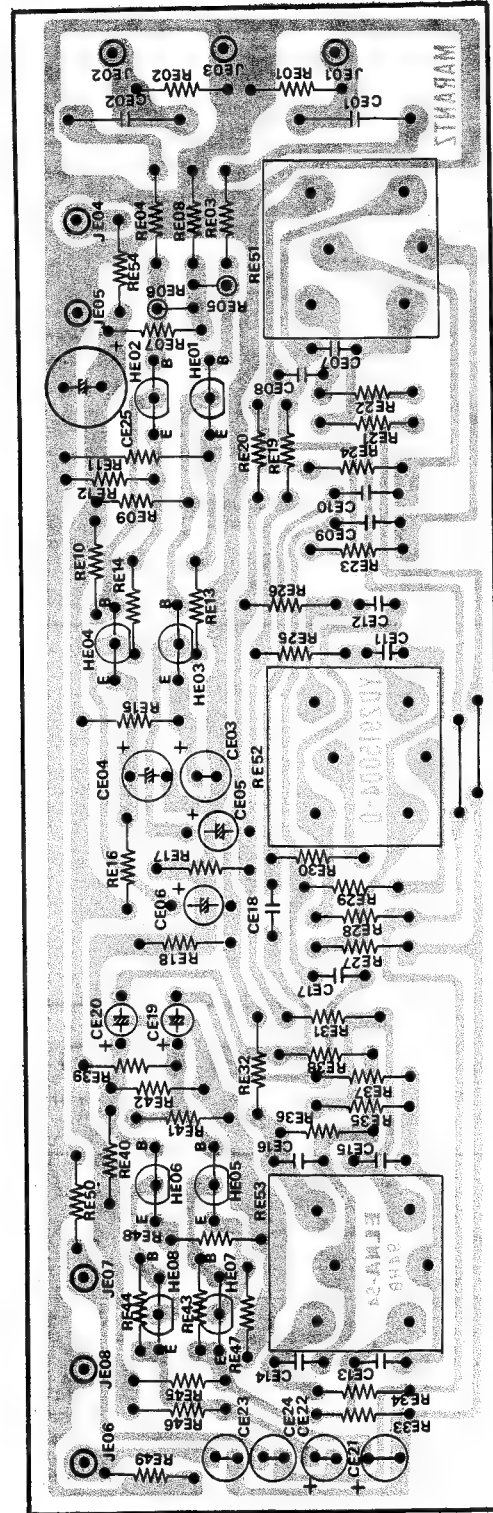 JE02
JE03
JE01
RE02
RE01
CE02
CE01
MARANTZ
JE04
RE04
RE08
RE03
RE54
RE51
JE05
RE06
RE05
RE07
+
HE02
B
HE01
B
CE07
CE08
CE25
E
E
RE22
RE21
RE20
RE19
RE24
RE11
RE12
RE09
CE10
CE09
RE23
RE10
RE14
RE13
RE26
CE12
HE04
B
B
RE25
CE11
E
E
HE03
RE15
+
+
CE04
CE03
RE52
YD2915004-0
CE05
+
RE16
RE17
RE30
+
CE06
CE18
RE29
RE28
RE18
RE27
CE17
CE20
CE19
RE31
+
+
RE39
RE32
RE38
RE42
RE37
RE41
RE35
RE40
RE36
B
B
CE16
CE15
RE50
HE06
HE05
RE53
E
E
RE48
ELNA-S4
94HB
B
B
JE07
HE08
HE07
RE44
RE43
E
E
RE47
JE08
CE14
CE13
RE45
RE46
CE23
CE24
CE22
RE34
RE33
JE06
RE49
+
+
CE21